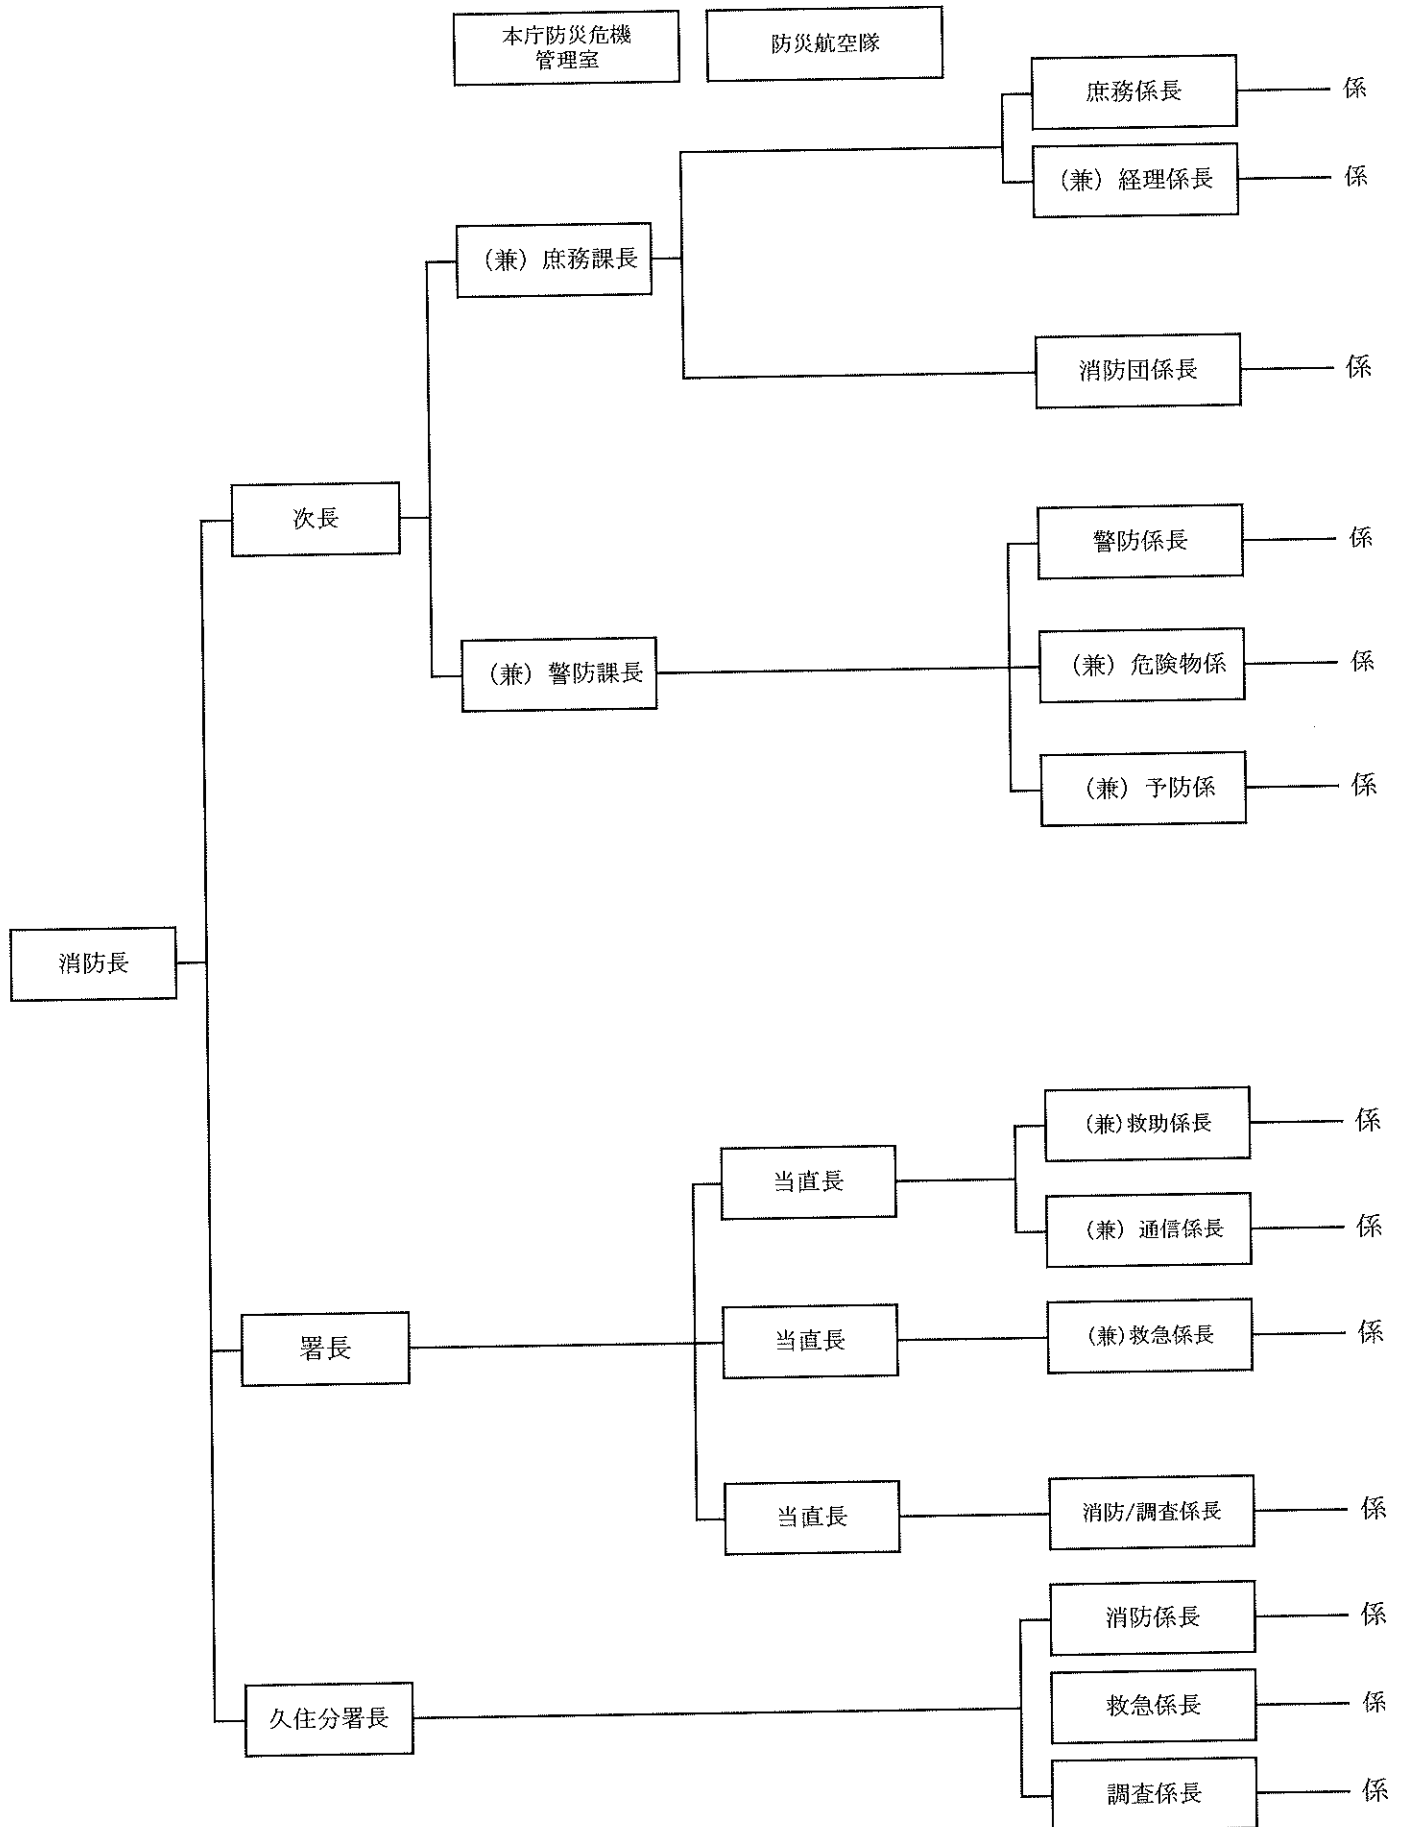 本庁防災危機
管理室
防災航空隊
庶務係長
係
(兼) 経理係長
係
(兼) 庶務課長
消防団係長
係
次長
警防係長
係
(兼) 警防課長
(兼) 危険物係
係
(兼) 予防係
係
消防長
(兼)救助係長
係
当直長
(兼) 通信係長
係
署長
当直長
(兼)救急係長
係
当直長
消防/調査係長
係
消防係長
係
久住分署長
救急係長
係
調査係長
係